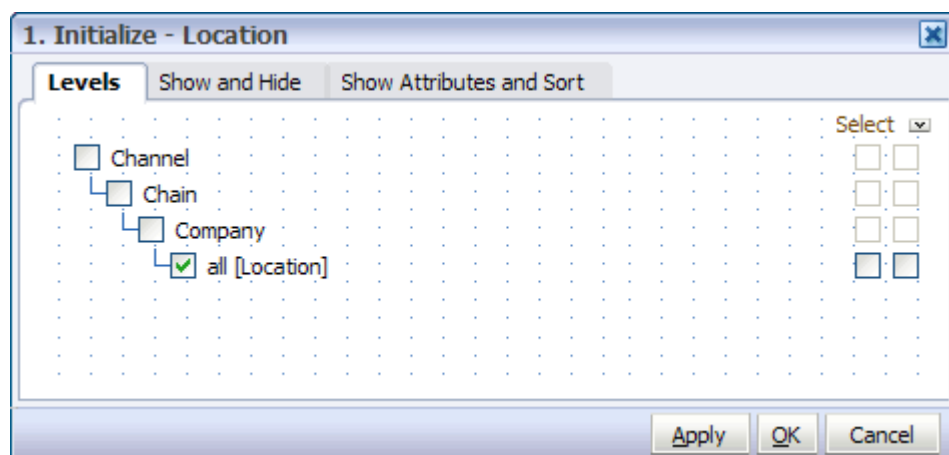 1. Initialize - Location
Levels Show and Hide Show Attributes and Sort
Select
Channel
Chain
Company
all [Location]
Apply OK Cancel